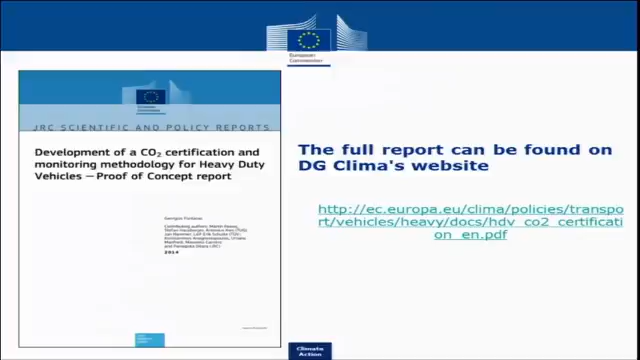 European
Commission
JRC SCIENTIFIC AND POLICY REPORTS
Development of a CO2 certification and
monitoring methodology for Heavy Duty
Vehicles — Proof of Concept report
Georgios Fontaras
2014
The full report can be found on
DG Clima's website
http://ec.europa.eu/clima/policies/transpo
rt/vehicles/heavy/docs/hdv_co2_certificati
on_en.pdf
Climate
Action